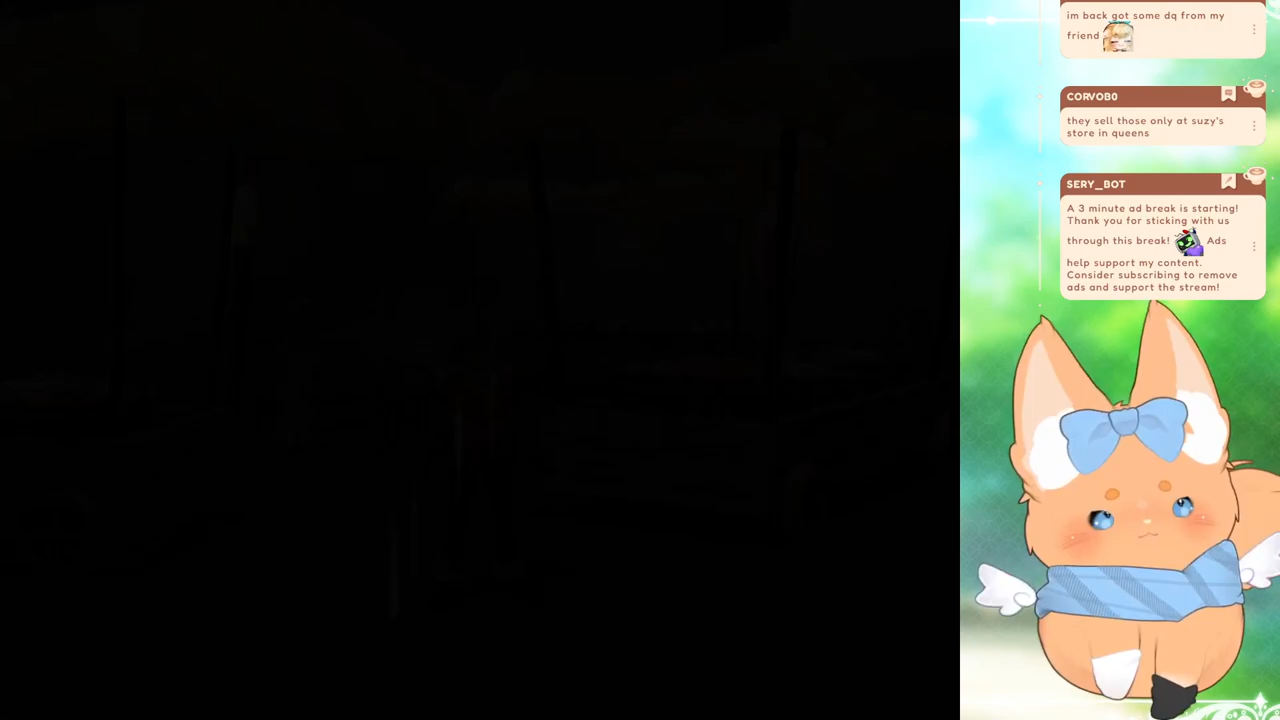 im back got some dq from my
friend
CORVOB0
they sell those only at suzy's
store in queens
SERY_BOT
A 3 minute ad break is starting!
Thank you for sticking with us
through this break! Ads
help support my content.
Consider subscribing to remove
ads and support the stream!